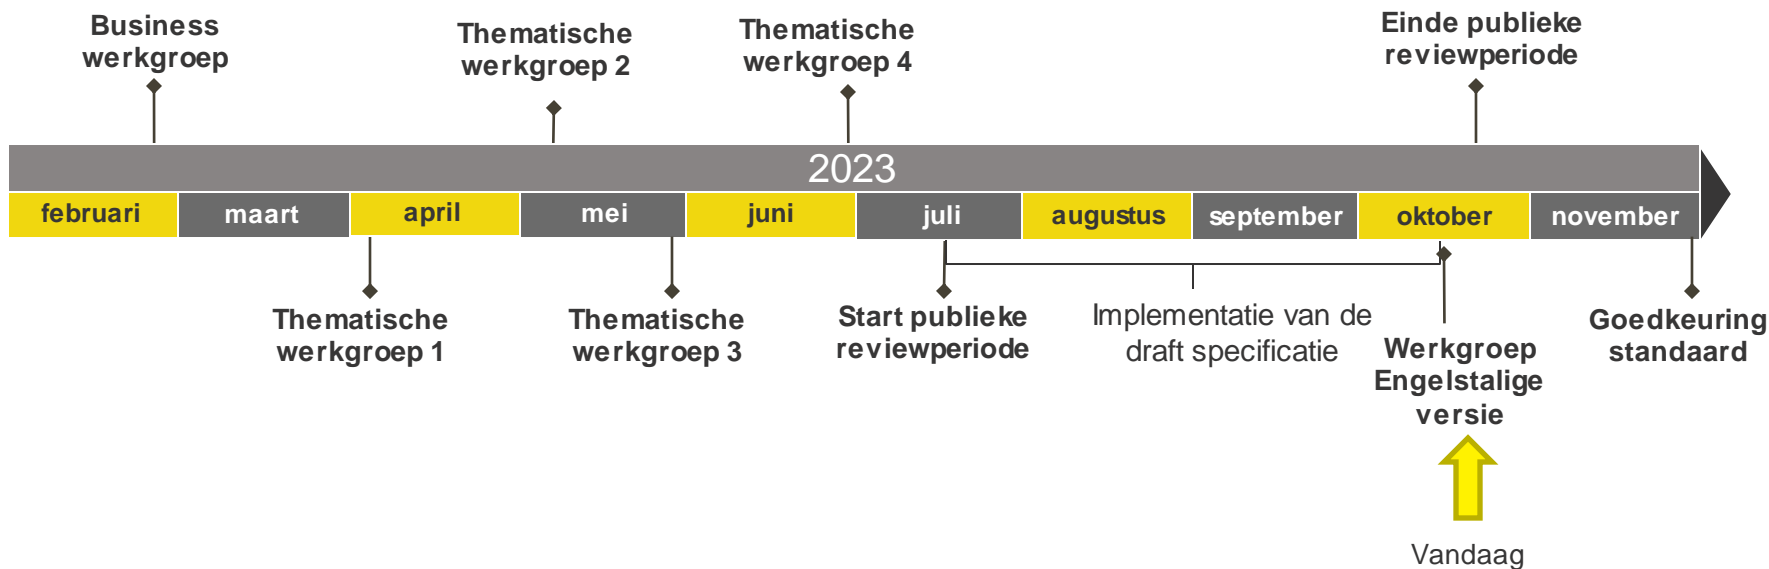 Business
werkgroep
Thematische
werkgroep 2
Thematische
werkgroep 4
Einde publieke
reviewperiode
2023
februari
maart
april
mei
juni
juli
augustus
september
oktober
november
Thematische
werkgroep 1
Thematische
werkgroep 3
Start publieke
reviewperiode
Implementatie van de
draft specificatie
Werkgroep
Engelstalige
versie
Goedkeuring
standaard
Vandaag